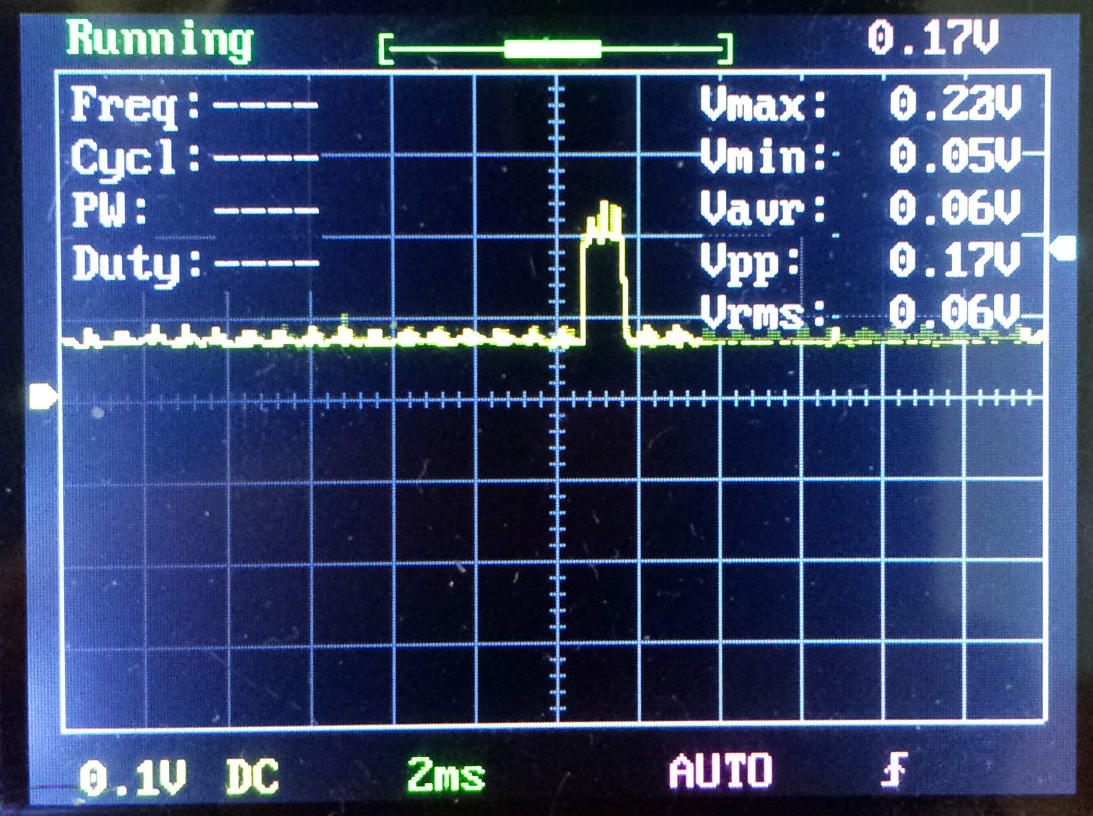 Running 0.17V
Freq:---- Vmax: 0.23V
Cycl:---- Vmin: 0.05V
PW: ---- Vavr: 0.06V
Duty:---- Vpp: 0.17V
Vrms: 0.06V
0.1V DC 2ms AUTO